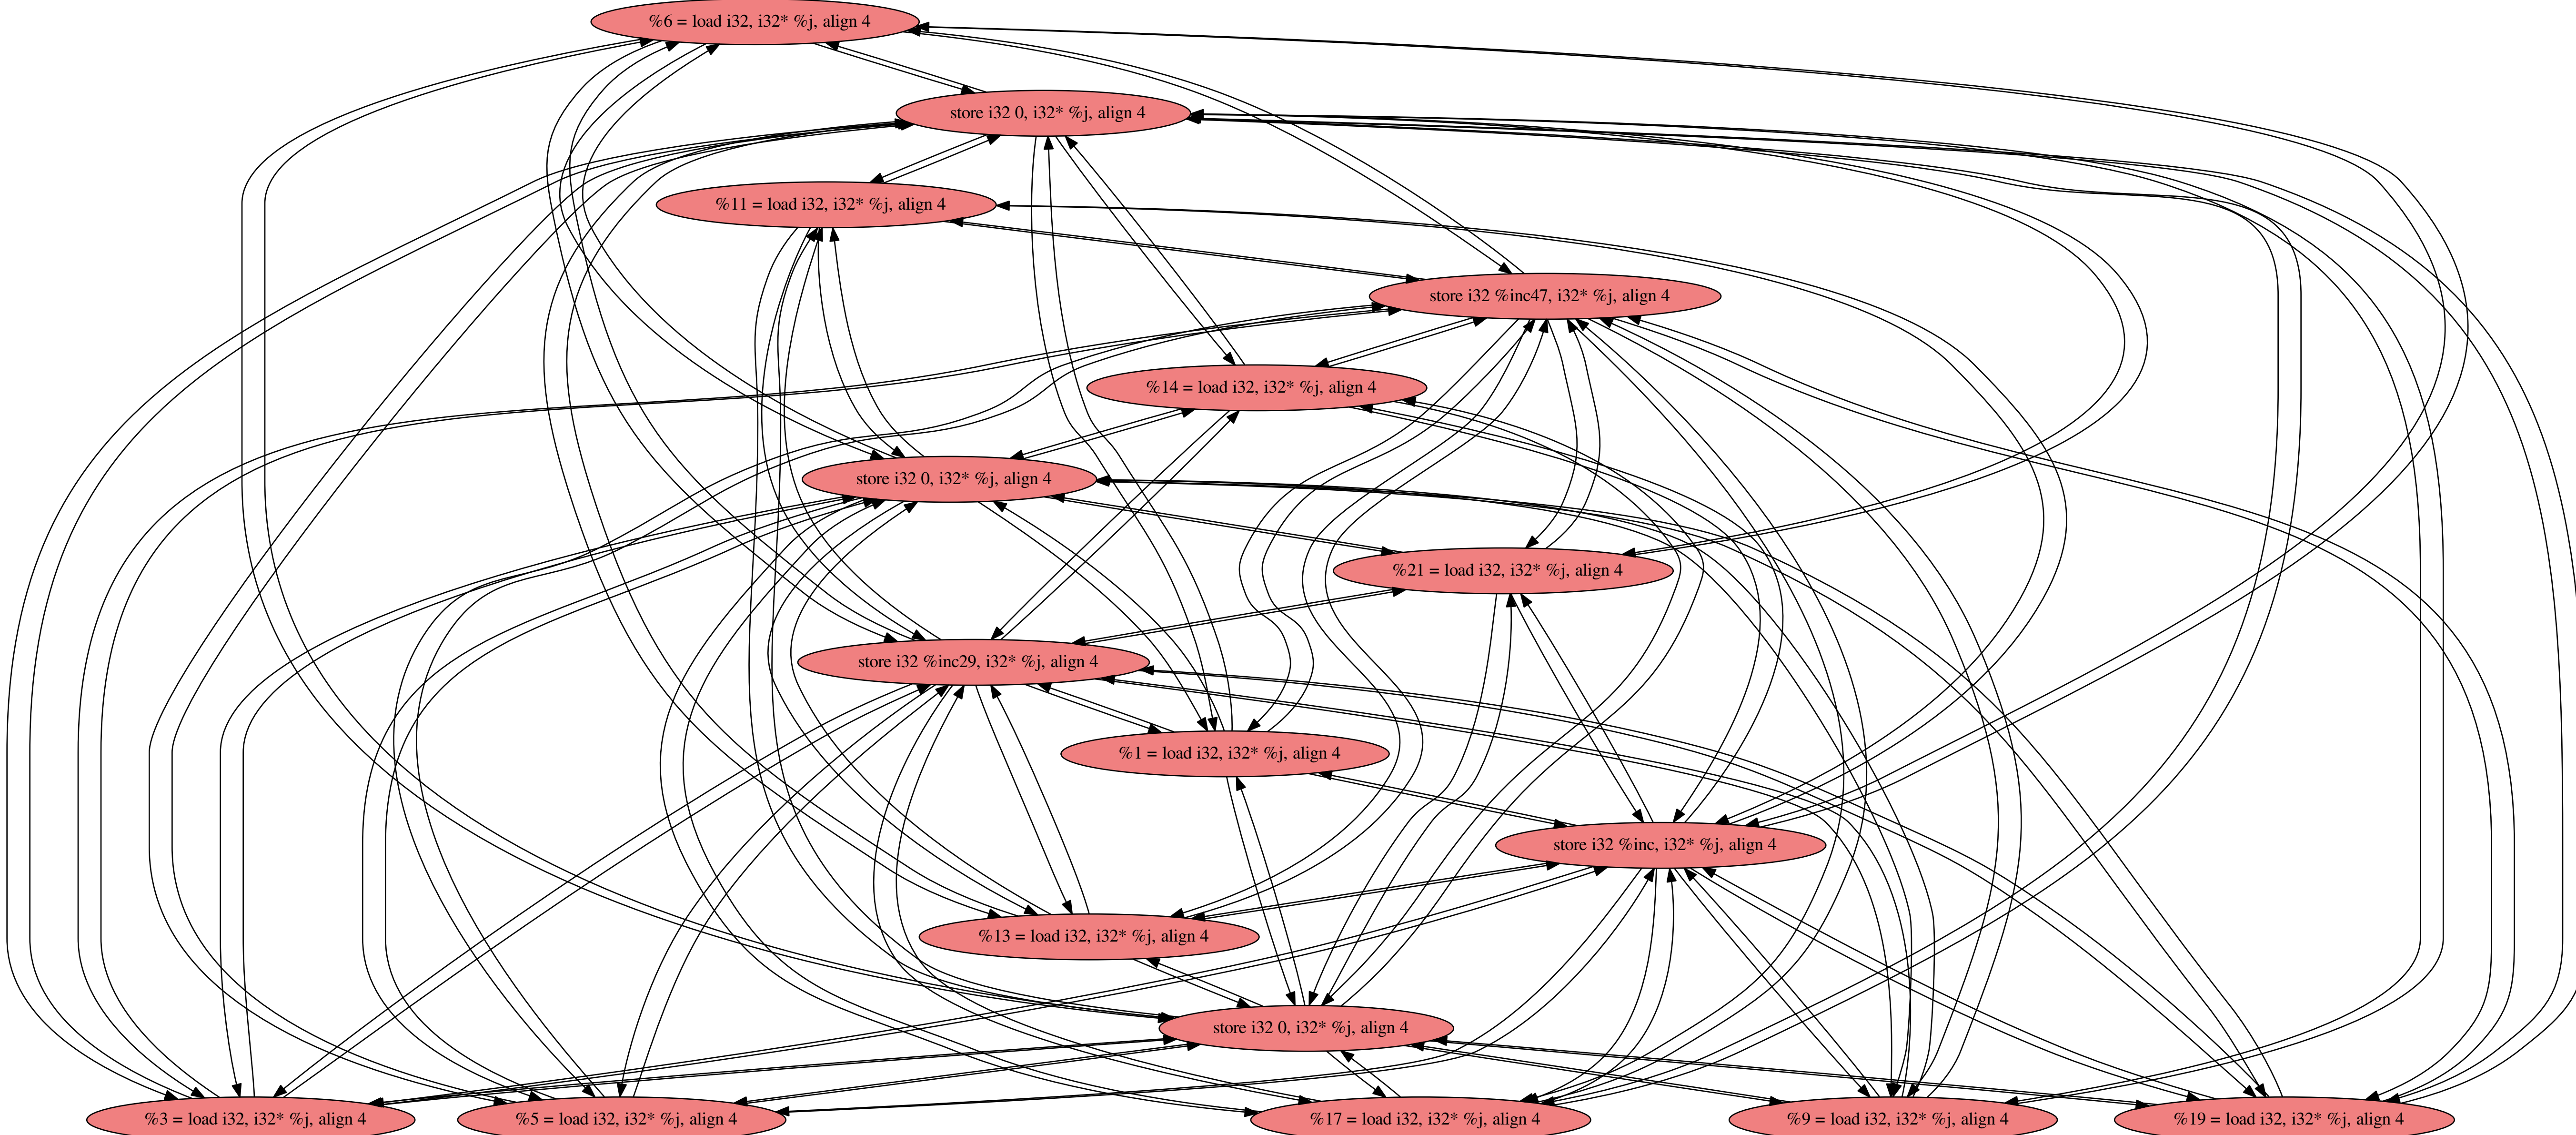 %6 = load i32, i32* %j, align 4
store i32 0, i32* %j, align 4
%11 = load i32, i32* %j, align 4
store i32 %inc47, i32* %j, align 4
%14 = load i32, i32* %j, align 4
store i32 0, i32* %j, align 4
%21 = load i32, i32* %j, align 4
store i32 %inc29, i32* %j, align 4
%1 = load i32, i32* %j, align 4
store i32 %inc, i32* %j, align 4
%13 = load i32, i32* %j, align 4
store i32 0, i32* %j, align 4
%3 = load i32, i32* %j, align 4
%5 = load i32, i32* %j, align 4
%17 = load i32, i32* %j, align 4
%9 = load i32, i32* %j, align 4
%19 = load i32, i32* %j, align 4